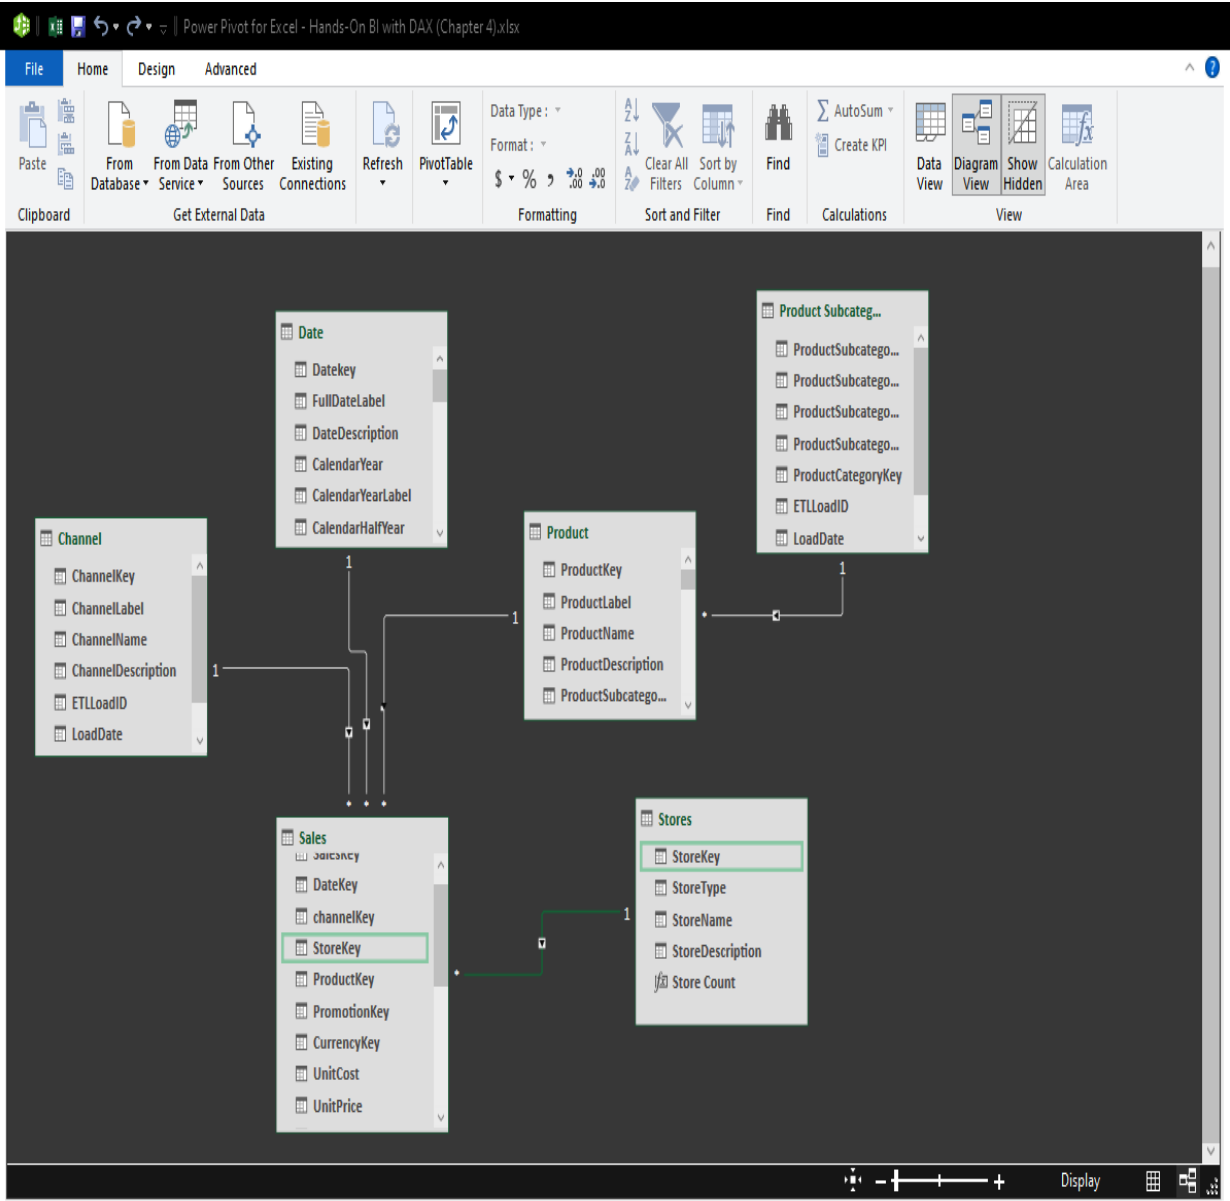 Power Pivot for Excel - Hands-On BI with DAX (Chapter 4).xlsx
File Home Design Advanced
Paste
Clipboard
From Database
From Data Service
From Other Sources
Existing Connections
Get External Data
Refresh
PivotTable
Data Type :
Format :
$ % , .00 .00
Formatting
Clear All Filters
Sort by Column
Sort and Filter
Find
Find
AutoSum
Create KPI
Calculations
Data View
Diagram View
Show Hidden
Calculation Area
View
Date
Datekey
FullDateLabel
DateDescription
CalendarYear
CalendarYearLabel
CalendarHalfYear
1
Product Subcateg...
ProductSubcatego...
ProductSubcatego...
ProductSubcatego...
ProductSubcatego...
ProductCategoryKey
ETLLoadID
LoadDate
1
Channel
ChannelKey
ChannelLabel
ChannelName
ChannelDescription
ETLLoadID
LoadDate
1
Product
ProductKey
ProductLabel
ProductName
ProductDescription
ProductSubcatego...
1 *
* * *
Sales
SalesKey
DateKey
channelKey
StoreKey
ProductKey
PromotionKey
CurrencyKey
UnitCost
UnitPrice
*
Stores
StoreKey
StoreType
StoreName
StoreDescription
fx Store Count
1
Display